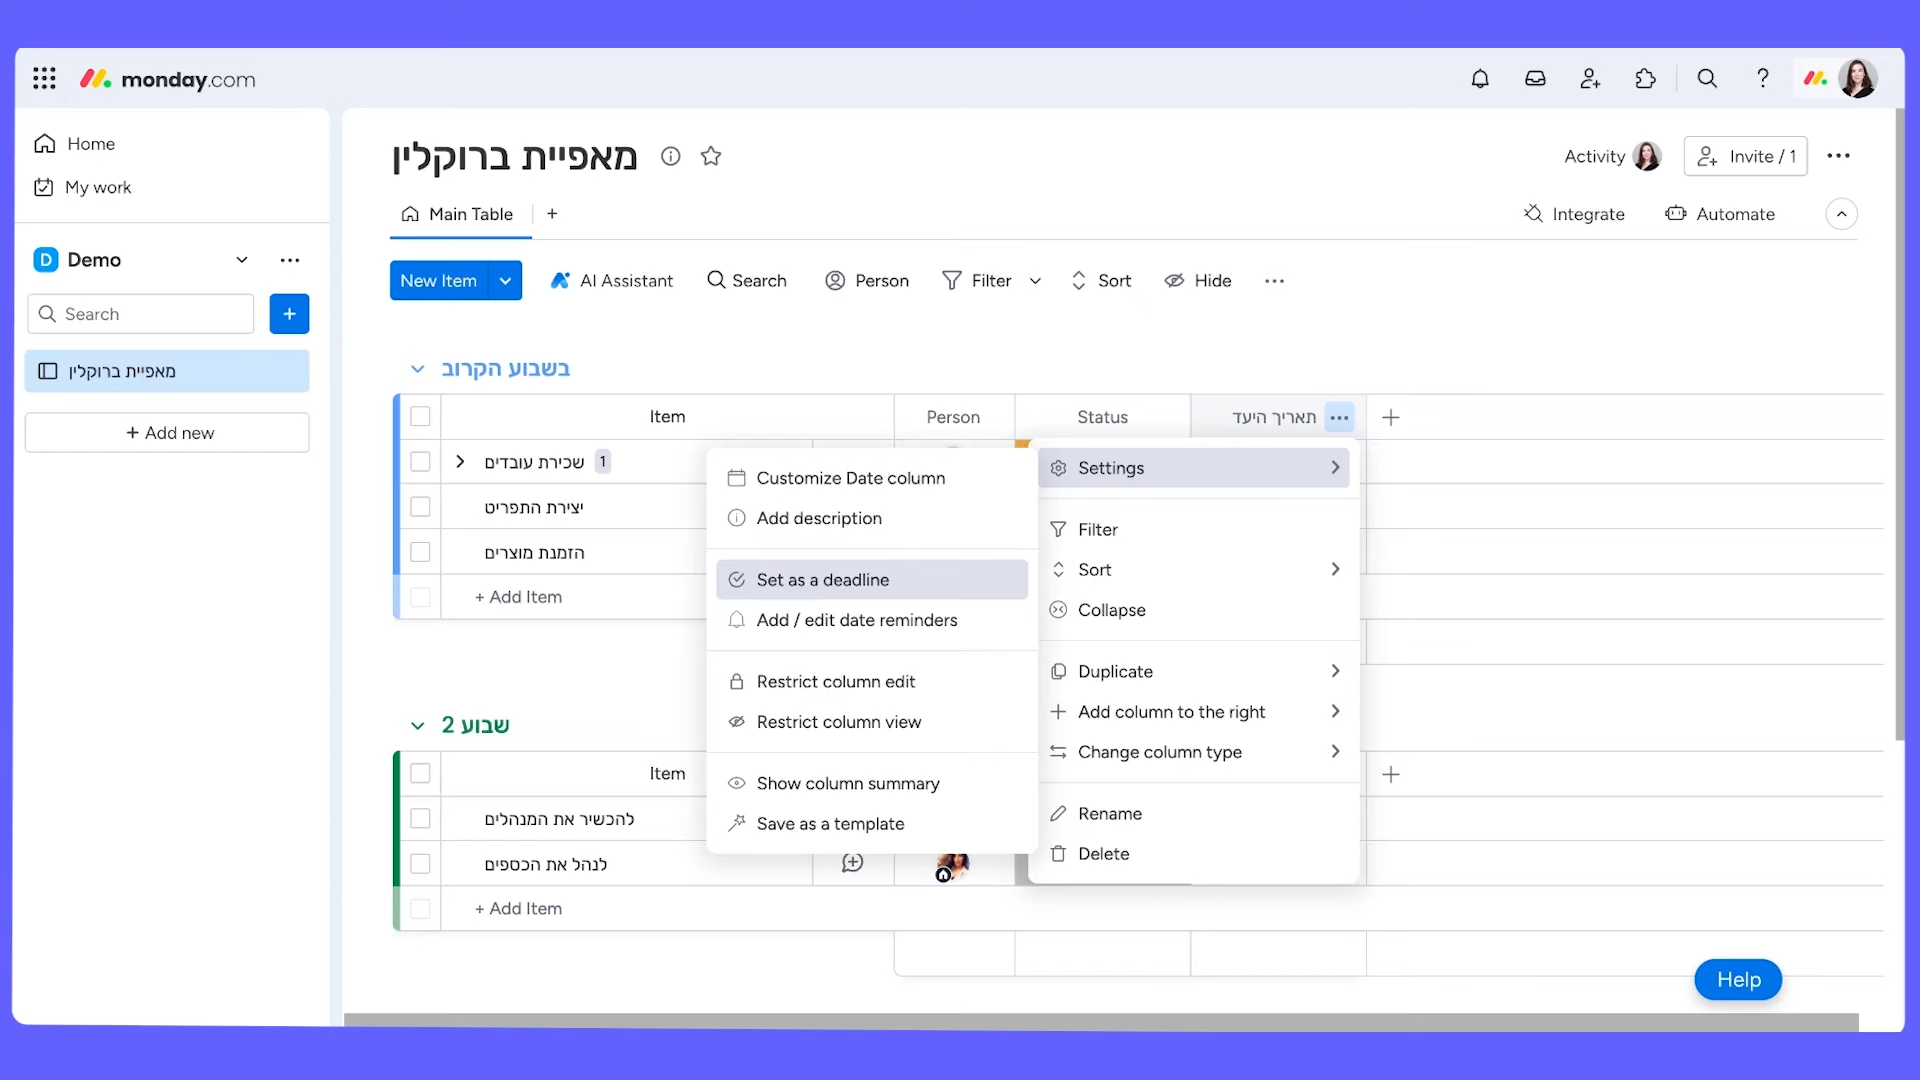 monday.com
Home
My work
D Demo
Search
מאפיית ברוקלין
+ Add new
מאפיית ברוקלין
Activity
Invite / 1
Main Table
+
Integrate
Automate
New Item
AI Assistant
Search
Person
Filter
Sort
Hide
בשבוע הקרוב
Item
Person
Status
תאריך היעד
שכירת עובדים 1
יצירת התפריט
הזמנת מוצרים
+ Add Item
Customize Date column
Add description
Set as a deadline
Add / edit date reminders
Restrict column edit
Restrict column view
Show column summary
Save as a template
Settings
Filter
Sort
Collapse
Duplicate
Add column to the right
Change column type
Rename
Delete
שבוע 2
Item
להכשיר את המנהלים
לנהל את הכספים
+ Add Item
Help